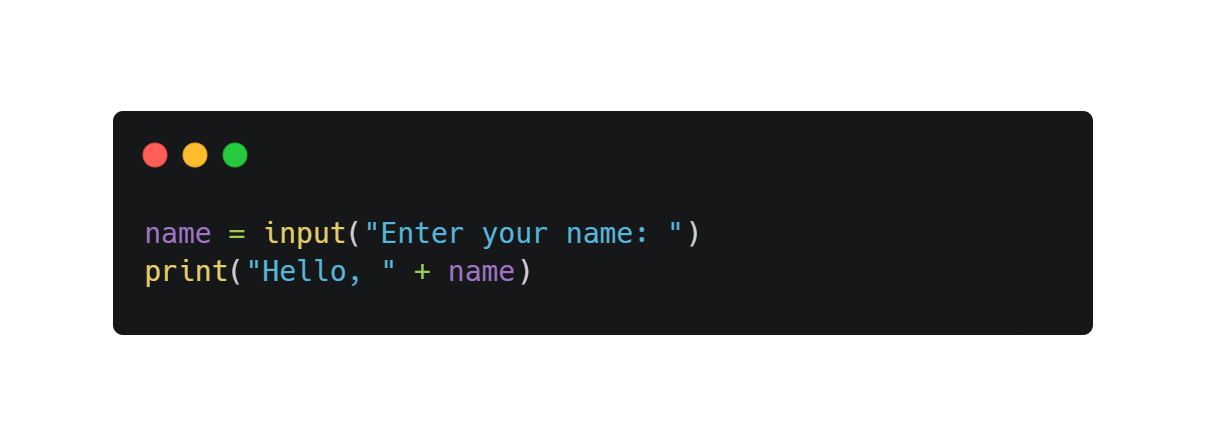 name = input("Enter your name: ")
print("Hello, " + name)